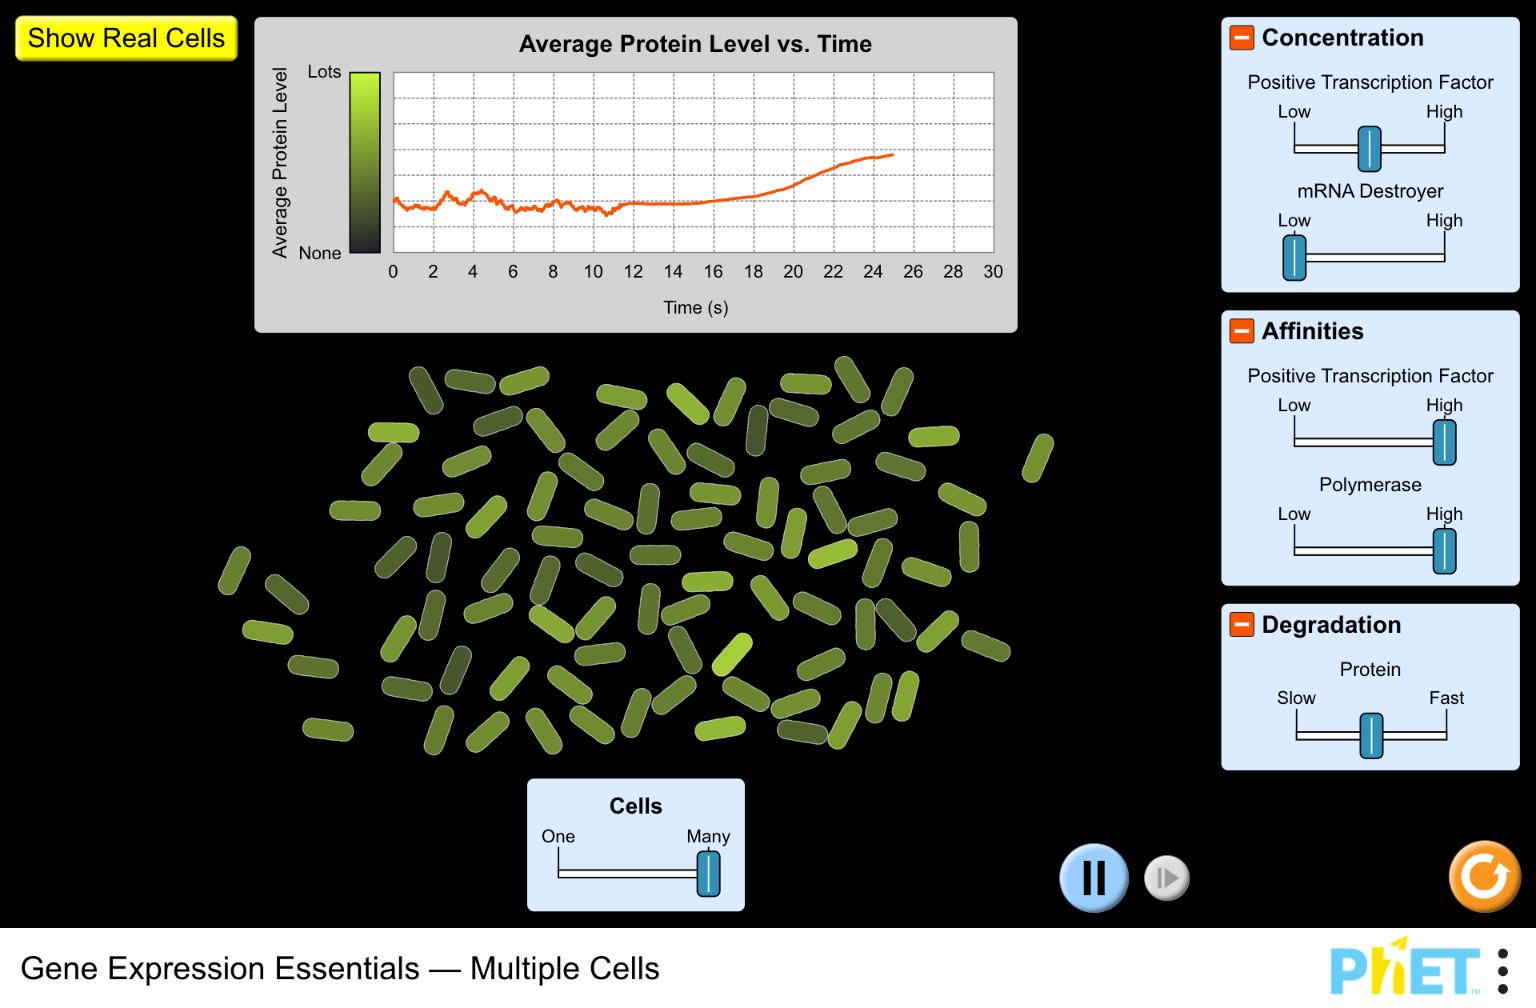 Show Real Cells
Average Protein Level vs. Time
Average Protein Level
Lots
None
0 2 4 6 8 10 12 14 16 18 20 22 24 26 28 30
Time (s)
Concentration
Positive Transcription Factor
Low High
mRNA Destroyer
Low High
Affinities
Positive Transcription Factor
Low High
Polymerase
Low High
Degradation
Protein
Slow Fast
Cells
One Many
Gene Expression Essentials — Multiple Cells
PhET™